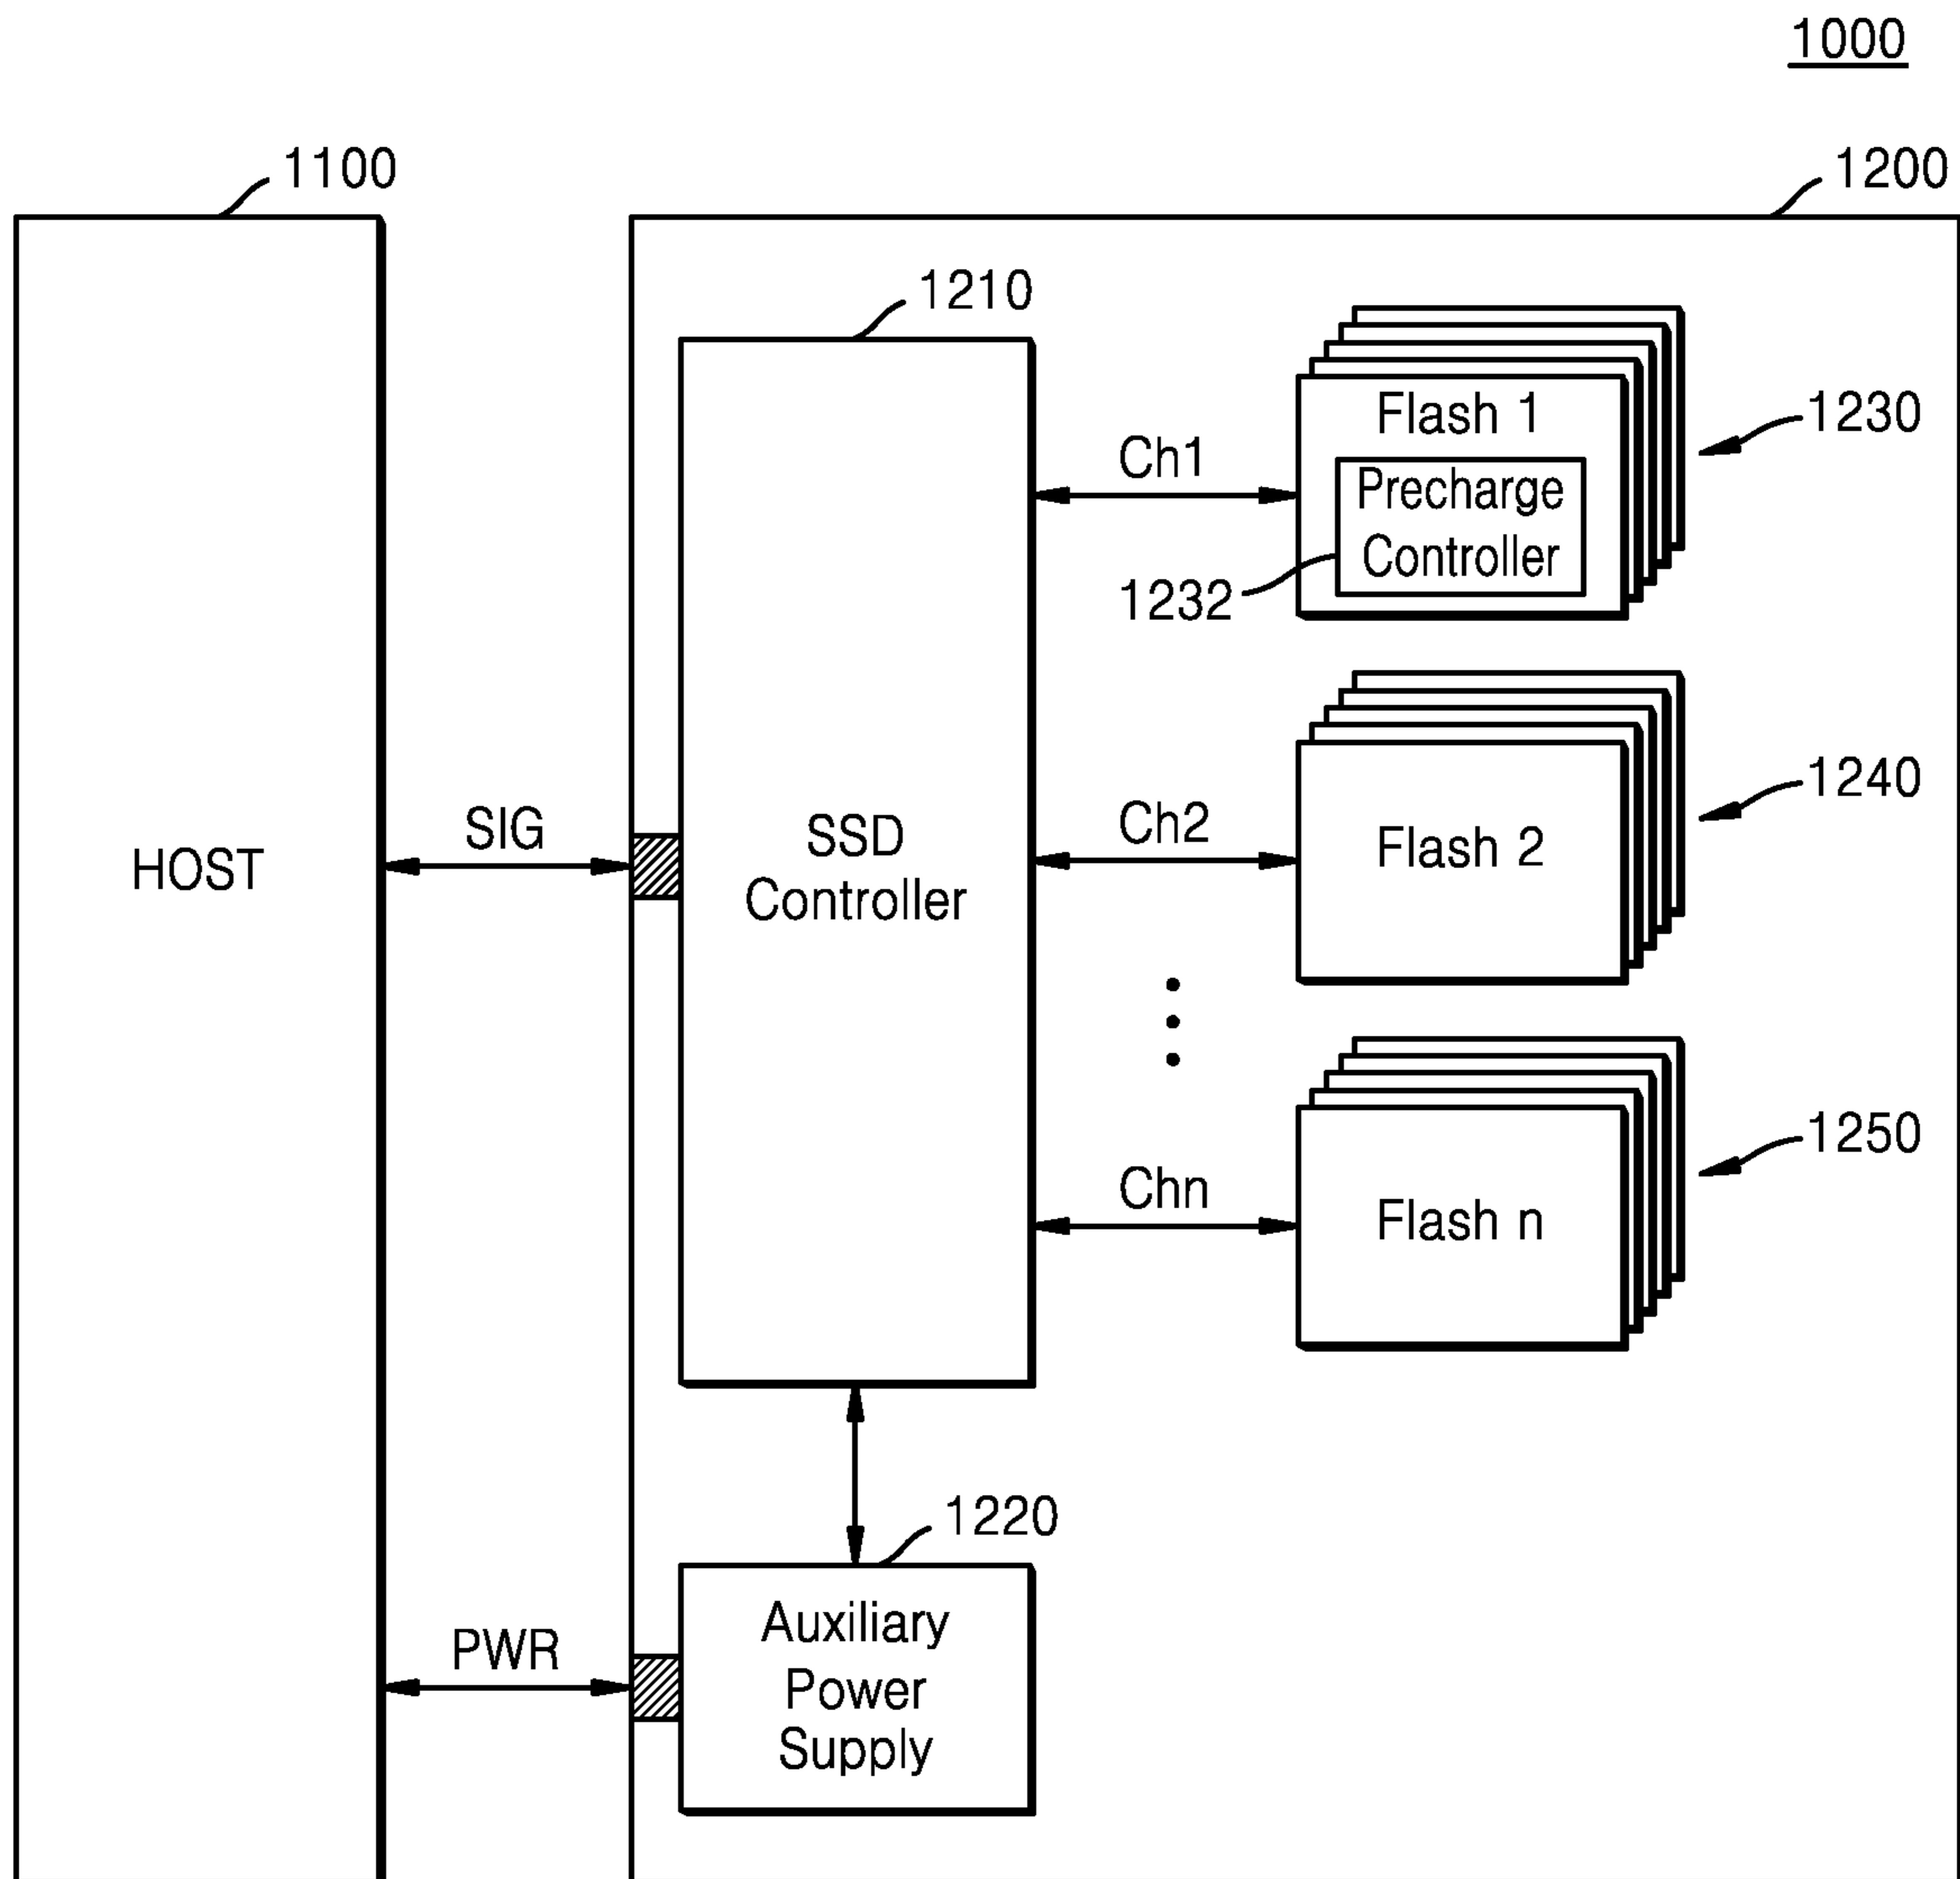 1000
1100
1200
1210
Flash 1
1230
Ch1
Precharge
Controller
1232
1240
SIG
Ch2
HOST
SSD
Controller
Flash 2
1250
Chn
Flash n
1220
PWR
Auxiliary
Power
Supply